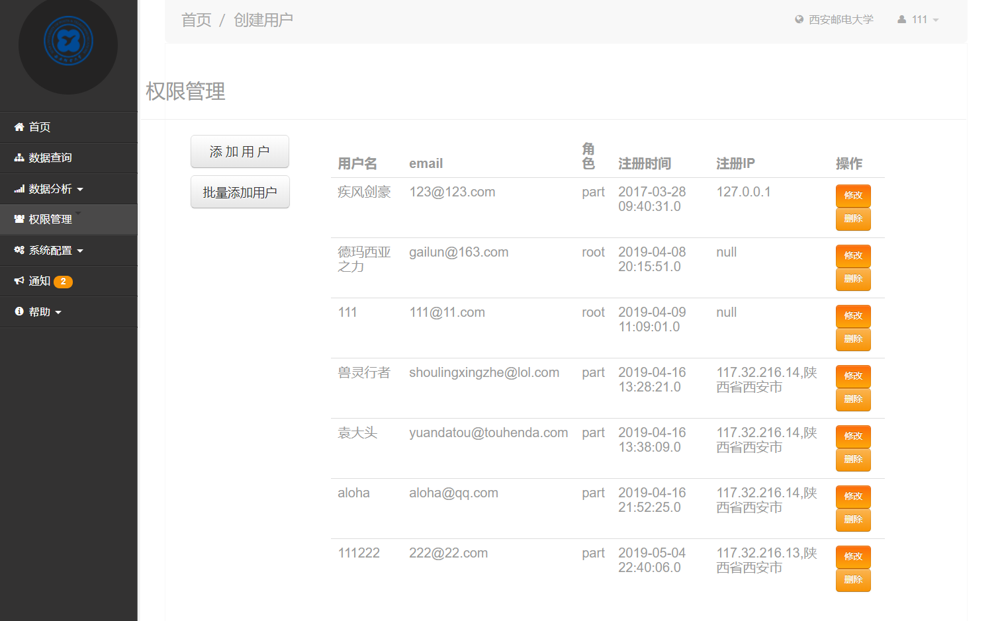 首页 / 创建用户
西安邮电大学
111
首页
数据查询
数据分析
权限管理
系统配置
通知 2
帮助
权限管理
添 加 用 户
批量添加用户
用户名 email 角 注册时间 注册IP 操作
色
疾风剑豪 123@123.com part 2017-03-28 127.0.0.1 修改
09:40:31.0 删除
德玛西亚 gailun@163.com root 2019-04-08 null 修改
之力 20:15:51.0 删除
111 111@11.com root 2019-04-09 null 修改
11:09:01.0 删除
兽灵行者 shoulingxingzhe@lol.com part 2019-04-16 117.32.216.14,陕 修改
13:28:21.0 西省西安市 删除
袁大头 yuandatou@touhenda.com part 2019-04-16 117.32.216.14,陕 修改
13:38:09.0 西省西安市 删除
aloha aloha@qq.com part 2019-04-16 117.32.216.14,陕 修改
21:52:25.0 西省西安市 删除
111222 222@22.com part 2019-05-04 117.32.216.13,陕 修改
22:40:06.0 西省西安市 删除